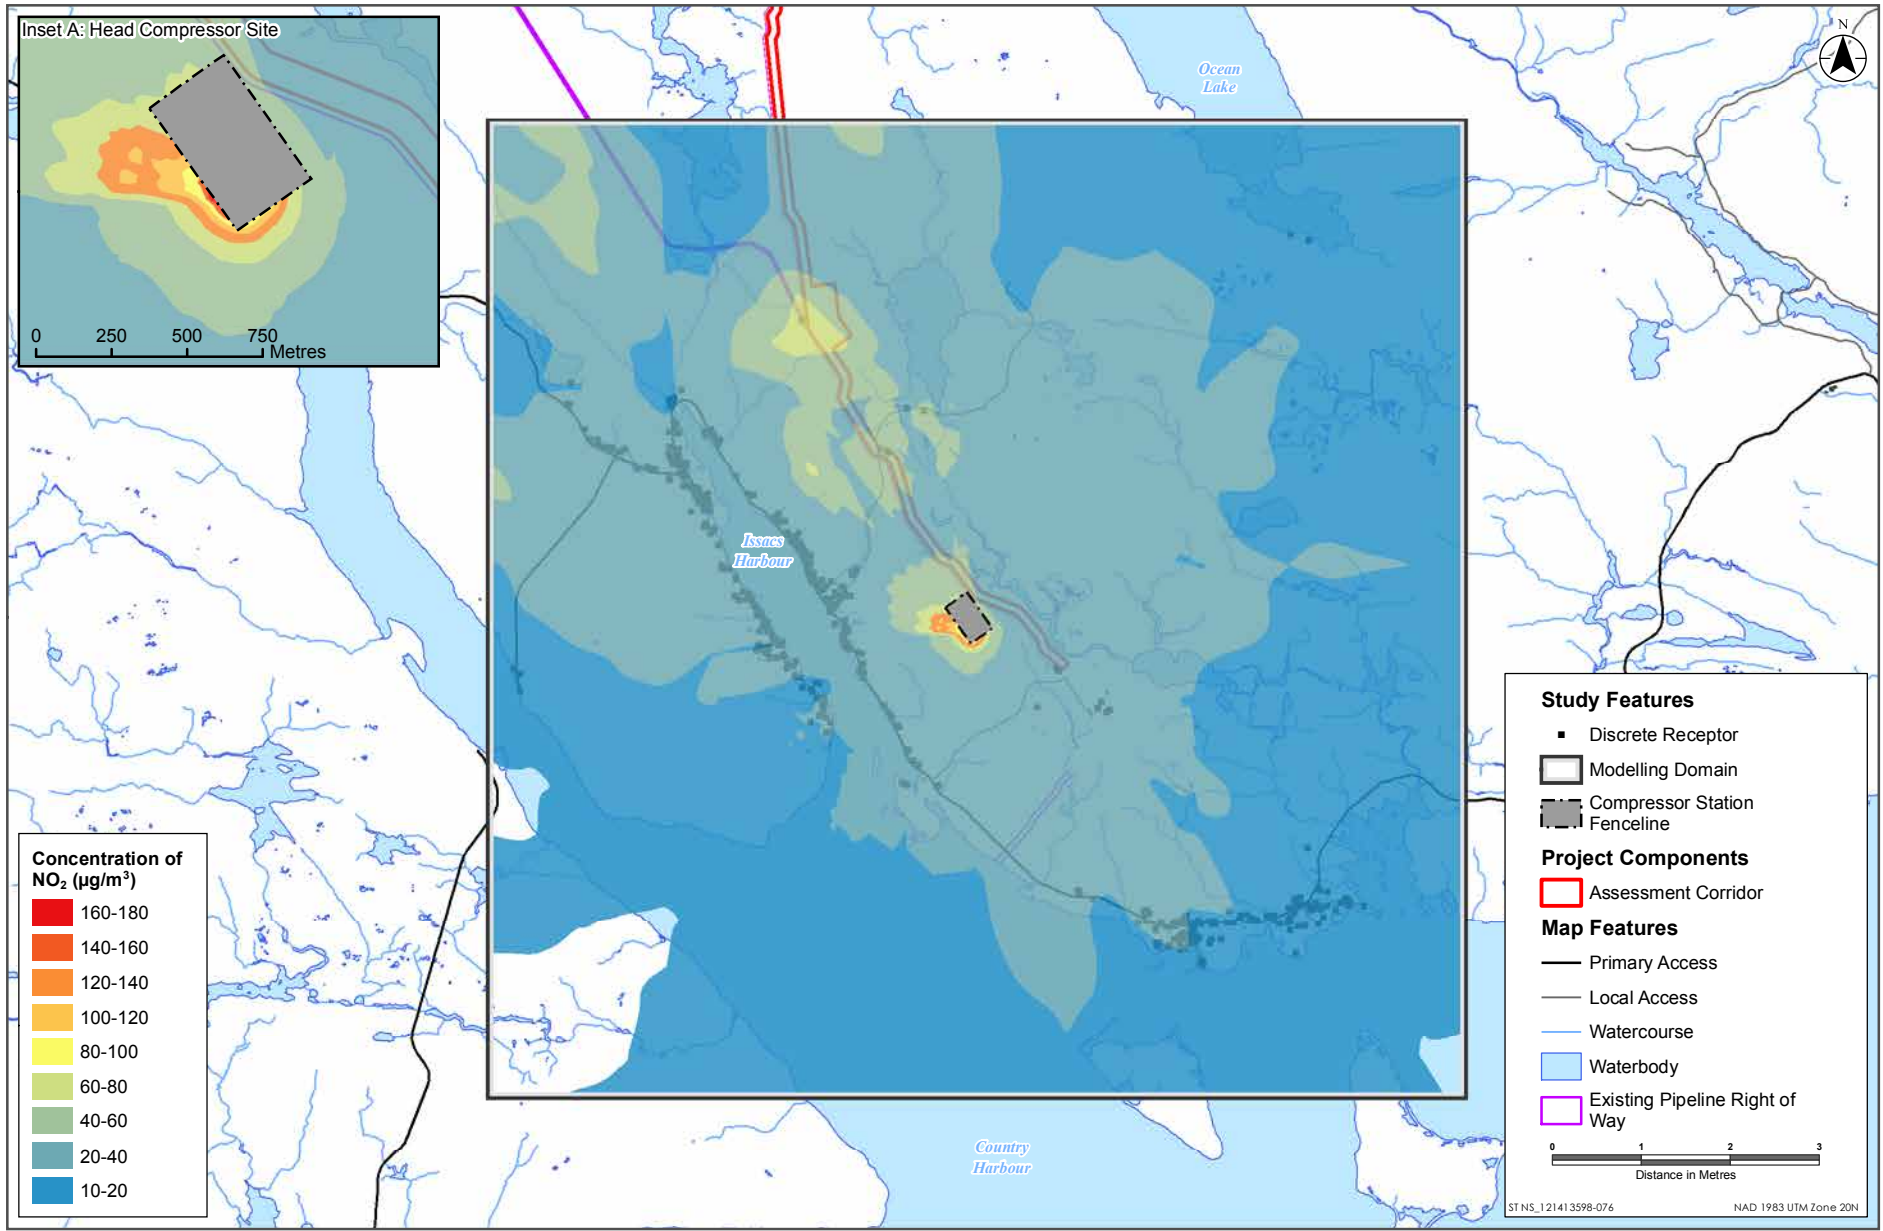 Inset A: Head Compressor Site
0 250 500 750
Metres
N
Ocean
Lake
Issacs
Harbour
Country
Harbour
Concentration of
NO₂ (µg/m³)
160-180
140-160
120-140
100-120
80-100
60-80
40-60
20-40
10-20
Study Features
Discrete Receptor
Modelling Domain
Compressor Station
Fenceline
Project Components
Assessment Corridor
Map Features
Primary Access
Local Access
Watercourse
Waterbody
Existing Pipeline Right of
Way
0 1 2 3
Distance in Metres
ST NS_121413598-076 NAD 1983 UTM Zone 20N